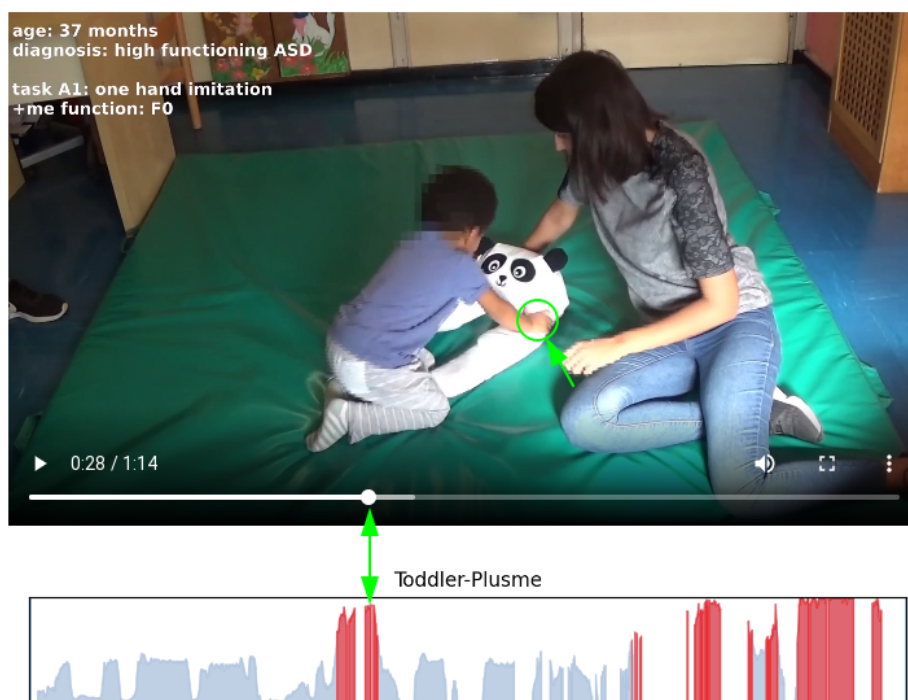 age: 37 months
diagnosis: high functioning ASD
task A1: one hand imitation
+me function: F0
0:28 / 1:14
Toddler-Plusme